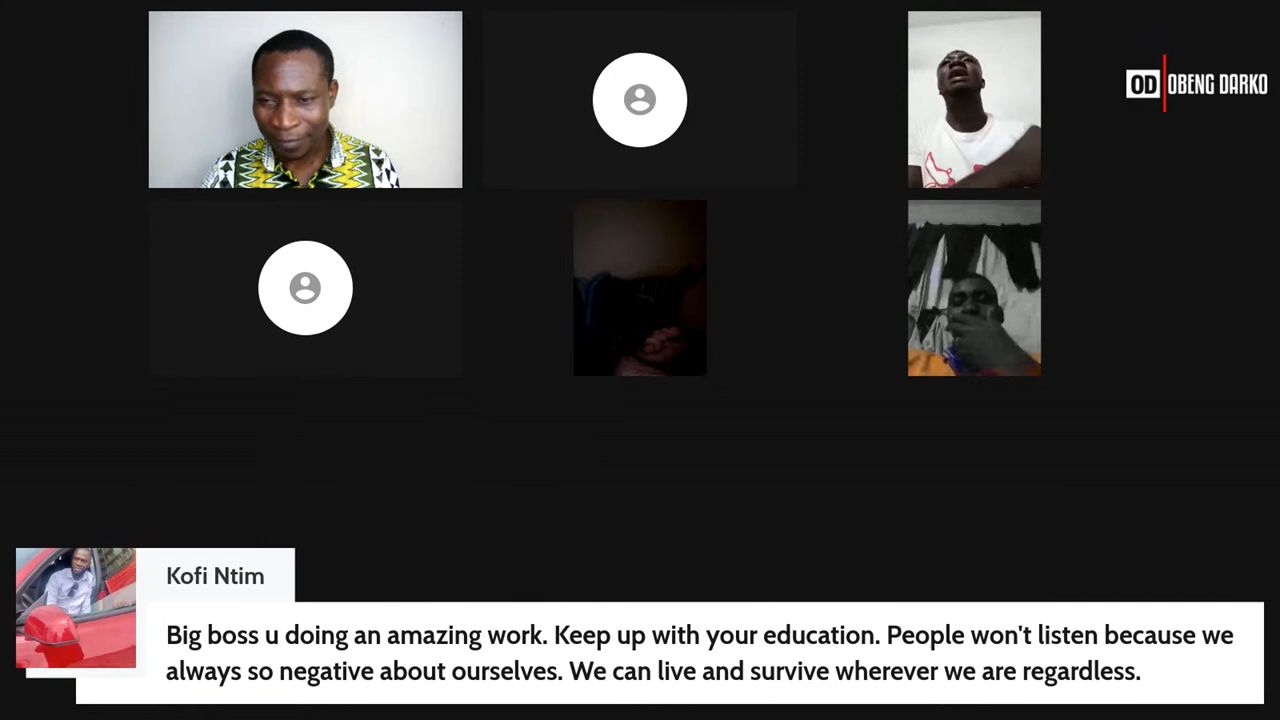 OD OBENG DARKO
Kofi Ntim
Big boss u doing an amazing work. Keep up with your education. People won't listen because we
always so negative about ourselves. We can live and survive wherever we are regardless.